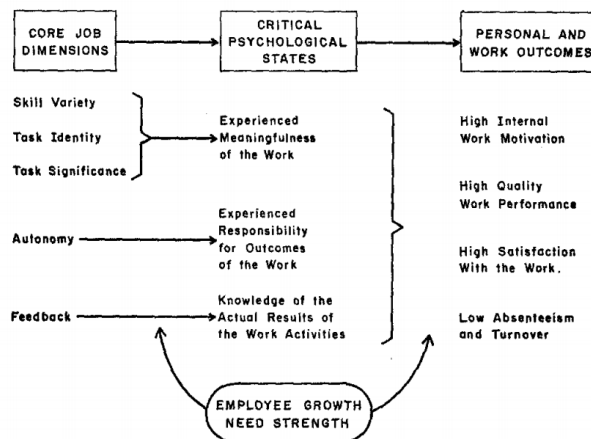 CORE JOB
DIMENSIONS
CRITICAL
PSYCHOLOGICAL
STATES
PERSONAL AND
WORK OUTCOMES
Skill Variety
Task Identity
Task Significance
Experienced
Meaningfulness
of the Work
Autonomy
Experienced
Responsibility
for Outcomes
of the Work
Feedback
Knowledge of the
Actual Results of
the Work Activities
High Internal
Work Motivation
High Quality
Work Performance
High Satisfaction
With the Work.
Low Absenteeism
and Turnover
EMPLOYEE GROWTH
NEED STRENGTH